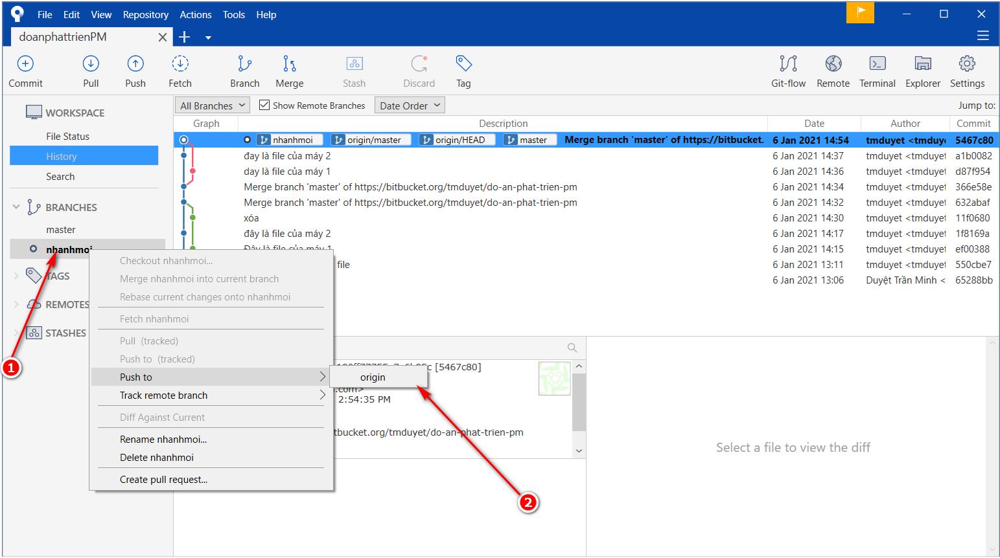 File Edit View Repository Actions Tools Help
doanphattrienPM
Commit Pull Push Fetch Branch Merge Stash Discard Tag Git-flow Remote Terminal Explorer Settings
WORKSPACE
File Status
History
Search
BRANCHES
master
nhanhmoi
TAGS
REMOTES
STASHES
All Branches Show Remote Branches Date Order Jump to:
Graph Description Date Author Commit
nhanhmoi origin/master origin/HEAD master Merge branch 'master' of https://bitbucket. 6 Jan 2021 14:54 tmduyet <tmduye 5467c80
đay là file của máy 2 6 Jan 2021 14:37 tmduyet <tmduyet a1b0082
day là file của máy 1 6 Jan 2021 14:36 tmduyet <tmduyet d87f954
Merge branch 'master' of https://bitbucket.org/tmduyet/do-an-phat-trien-pm 6 Jan 2021 14:34 tmduyet <tmduyet 366e58e
Merge branch 'master' of https://bitbucket.org/tmduyet/do-an-phat-trien-pm 6 Jan 2021 14:32 tmduyet <tmduyet 632abaf
xóa 6 Jan 2021 14:30 tmduyet <tmduyet 11f0680
đây là file của máy 2 6 Jan 2021 14:17 tmduyet <tmduyet 1f8169a
Đây là file của máy 1 6 Jan 2021 14:15 tmduyet <tmduyet ef00388
file 6 Jan 2021 13:11 tmduyet <tmduyet 550cbe7
6 Jan 2021 13:06 Duyệt Trần Minh < 65288bb
Checkout nhanhmoi...
Merge nhanhmoi into current branch
Rebase current changes onto nhanhmoi
Fetch nhanhmoi
Pull (tracked)
Push to (tracked)
Push to
Track remote branch
Diff Against Current
Rename nhanhmoi...
Delete nhanhmoi
Create pull request...
origin
[5467c80]
.com>
2:54:35 PM
tbucket.org/tmduyet/do-an-phat-trien-pm
Select a file to view the diff
1
2